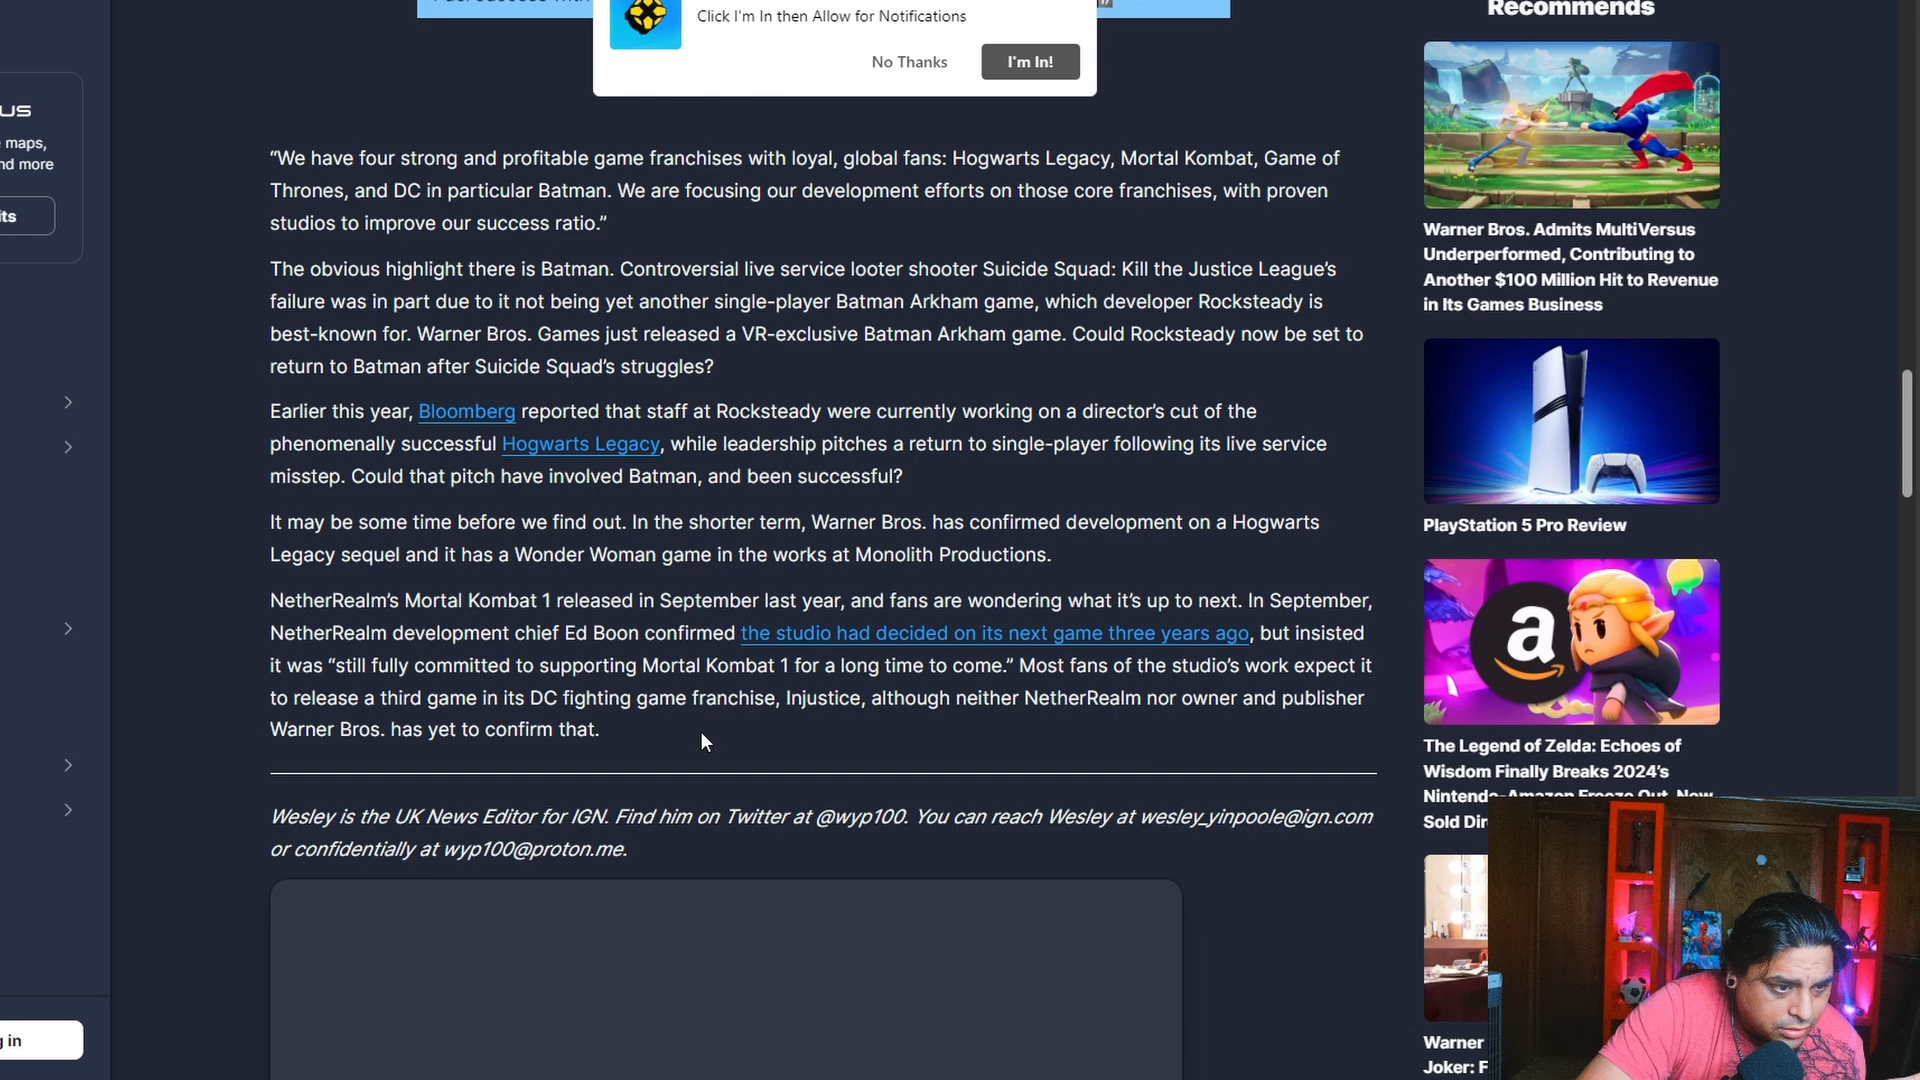 Click I'm In then Allow for Notifications
No Thanks
I'm In!
Recommends
US
maps,
nd more
its
“We have four strong and profitable game franchises with loyal, global fans: Hogwarts Legacy, Mortal Kombat, Game of
Thrones, and DC in particular Batman. We are focusing our development efforts on those core franchises, with proven
studios to improve our success ratio.”
The obvious highlight there is Batman. Controversial live service looter shooter Suicide Squad: Kill the Justice League’s
failure was in part due to it not being yet another single-player Batman Arkham game, which developer Rocksteady is
best-known for. Warner Bros. Games just released a VR-exclusive Batman Arkham game. Could Rocksteady now be set to
return to Batman after Suicide Squad’s struggles?
Earlier this year, Bloomberg reported that staff at Rocksteady were currently working on a director’s cut of the
phenomenally successful Hogwarts Legacy, while leadership pitches a return to single-player following its live service
misstep. Could that pitch have involved Batman, and been successful?
It may be some time before we find out. In the shorter term, Warner Bros. has confirmed development on a Hogwarts
Legacy sequel and it has a Wonder Woman game in the works at Monolith Productions.
NetherRealm’s Mortal Kombat 1 released in September last year, and fans are wondering what it’s up to next. In September,
NetherRealm development chief Ed Boon confirmed the studio had decided on its next game three years ago, but insisted
it was “still fully committed to supporting Mortal Kombat 1 for a long time to come.” Most fans of the studio’s work expect it
to release a third game in its DC fighting game franchise, Injustice, although neither NetherRealm nor owner and publisher
Warner Bros. has yet to confirm that.
Wesley is the UK News Editor for IGN. Find him on Twitter at @wyp100. You can reach Wesley at wesley_yinpoole@ign.com
or confidentially at wyp100@proton.me.
g in
Warner Bros. Admits MultiVersus
Underperformed, Contributing to
Another $100 Million Hit to Revenue
in Its Games Business
PlayStation 5 Pro Review
a
The Legend of Zelda: Echoes of
Wisdom Finally Breaks 2024’s
Nintendo-Amazon Freeze Out, Now
Sold Dir
Warner
Joker: F